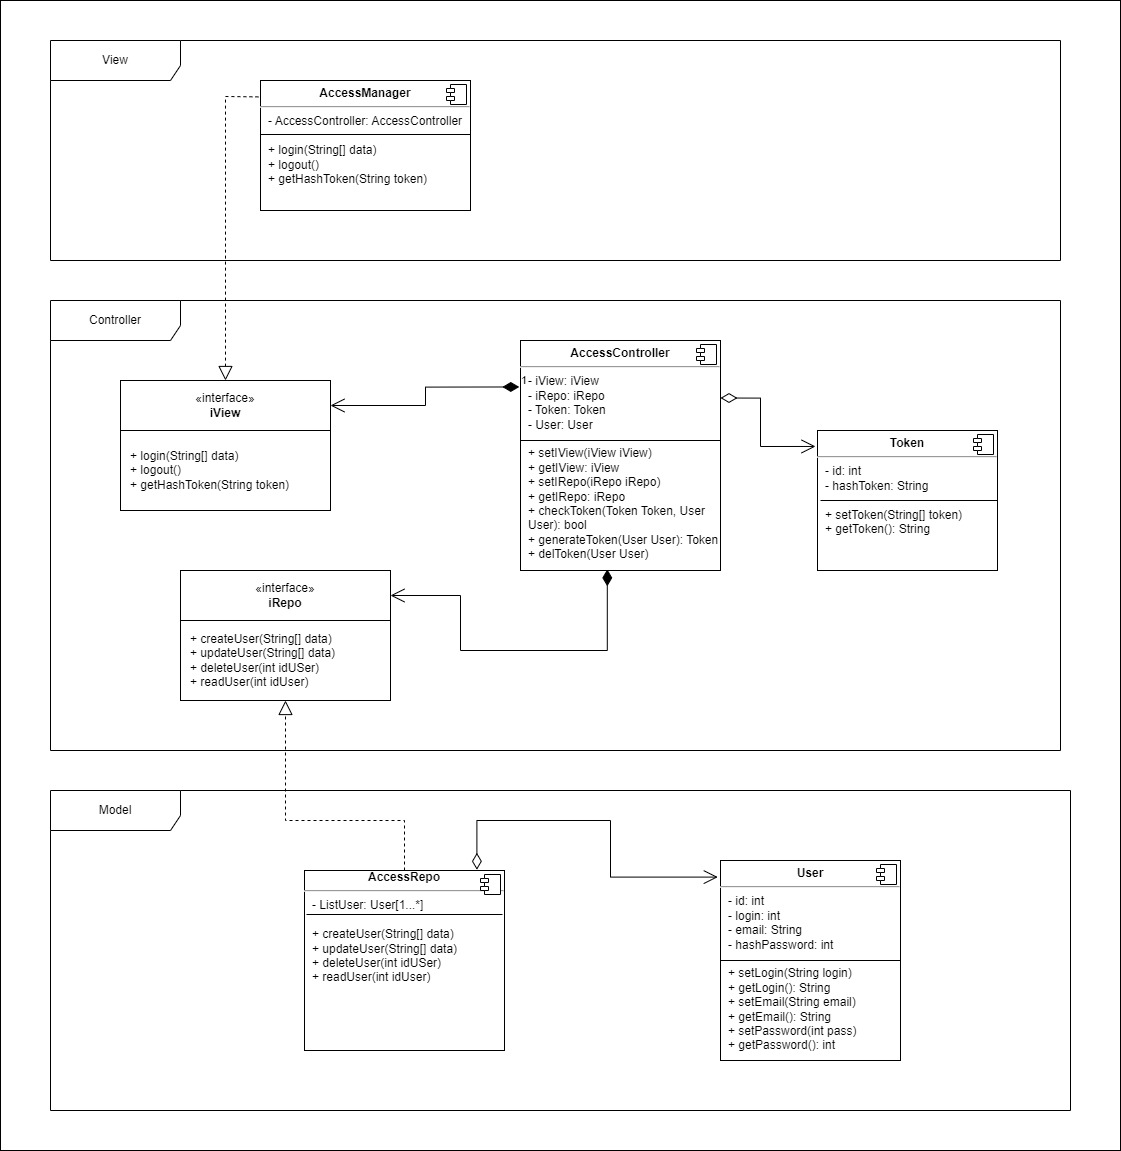 View
AccessManager
- AccessController: AccessController
+ login(String[] data)
+ logout()
+ getHashToken(String token)
Controller
«interface»
iView
+ login(String[] data)
+ logout()
+ getHashToken(String token)
AccessController
1
- iView: iView
- iRepo: iRepo
- Token: Token
- User: User
+ setIView(iView iView)
+ getIView: iView
+ setIRepo(iRepo iRepo)
+ getIRepo: iRepo
+ checkToken(Token Token, User
User): bool
+ generateToken(User User): Token
+ delToken(User User)
Token
- id: int
- hashToken: String
+ setToken(String[] token)
+ getToken(): String
«interface»
iRepo
+ createUser(String[] data)
+ updateUser(String[] data)
+ deleteUser(int idUSer)
+ readUser(int idUser)
Model
AccessRepo
- ListUser: User[1...*]
+ createUser(String[] data)
+ updateUser(String[] data)
+ deleteUser(int idUSer)
+ readUser(int idUser)
User
- id: int
- login: int
- email: String
- hashPassword: int
+ setLogin(String login)
+ getLogin(): String
+ setEmail(String email)
+ getEmail(): String
+ setPassword(int pass)
+ getPassword(): int